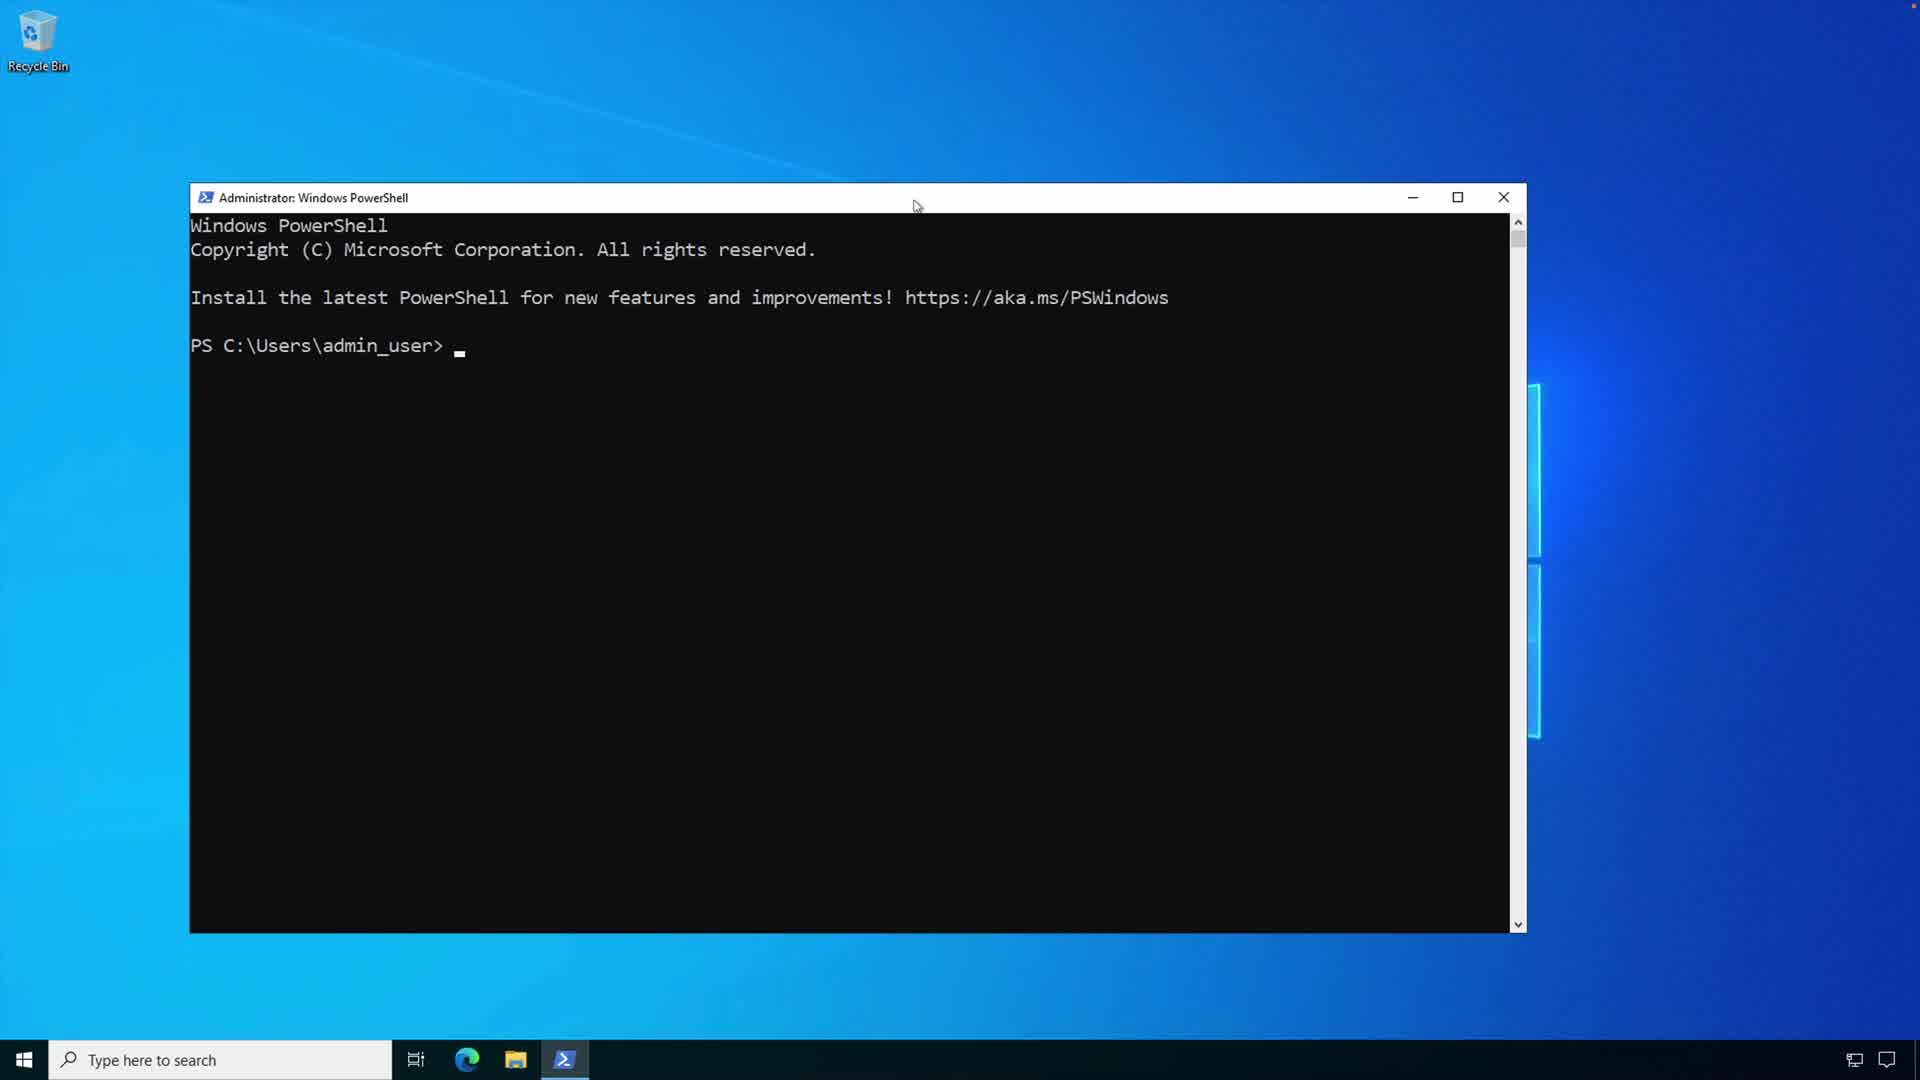 Recycle Bin
Administrator: Windows PowerShell
Windows PowerShell
Copyright (C) Microsoft Corporation. All rights reserved.
Install the latest PowerShell for new features and improvements! https://aka.ms/PSWindows
PS C:\Users\admin_user>
Type here to search